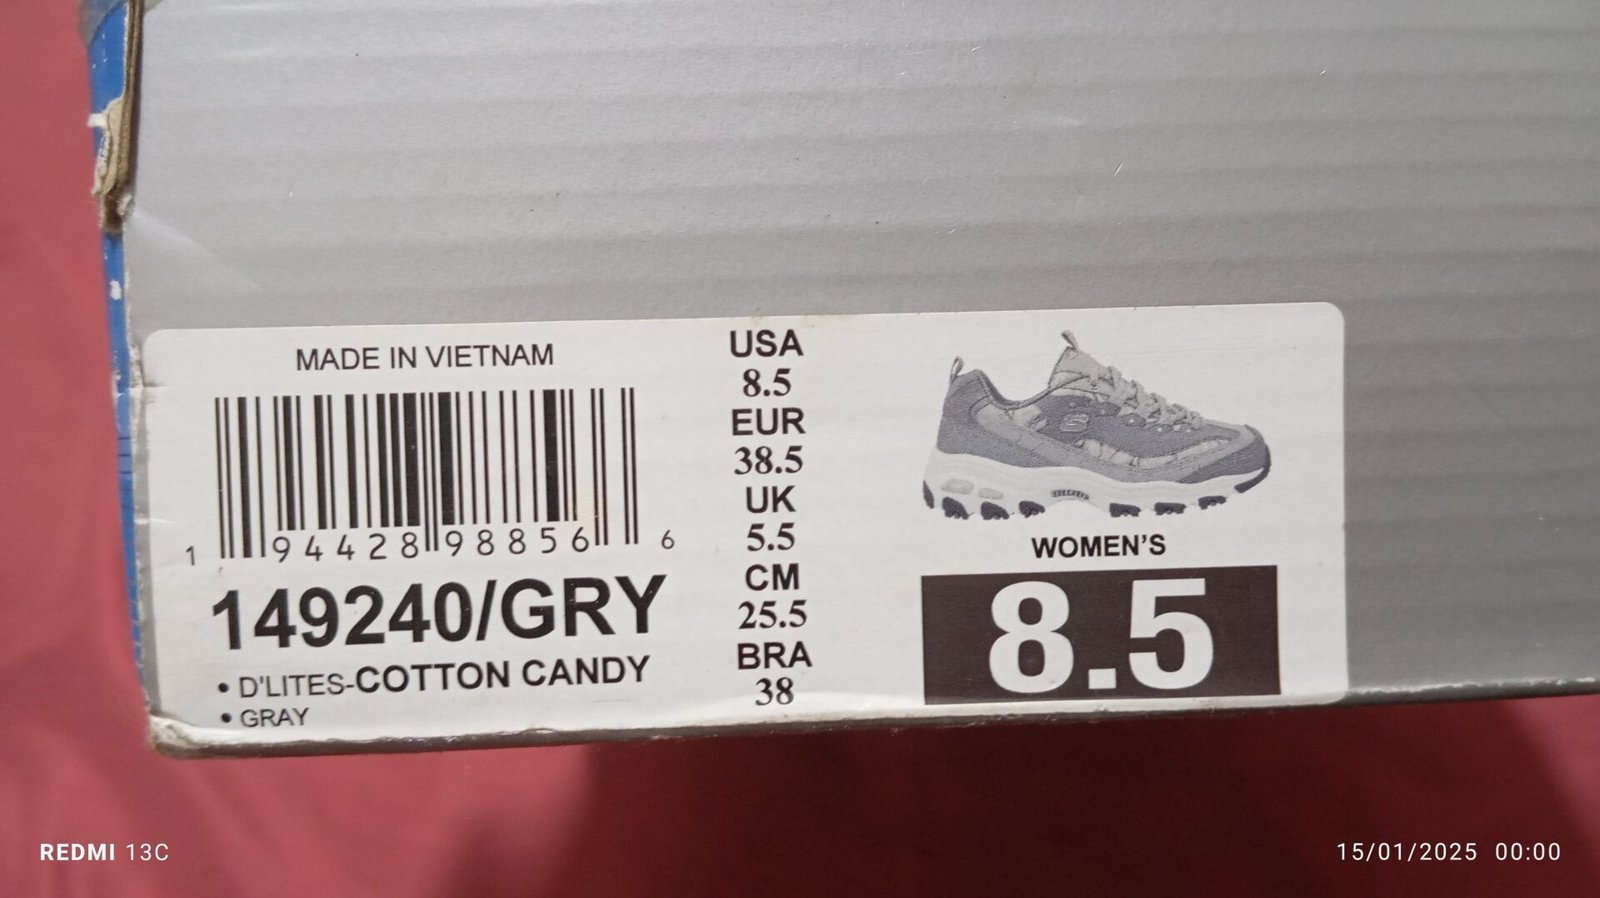 MADE IN VIETNAM
1 94428 98856 6
149240/GRY
• D'LITES-COTTON CANDY
• GRAY
USA
8.5
EUR
38.5
UK
5.5
CM
25.5
BRA
38
WOMEN'S
8.5
REDMI 13C
15/01/2025 00:00